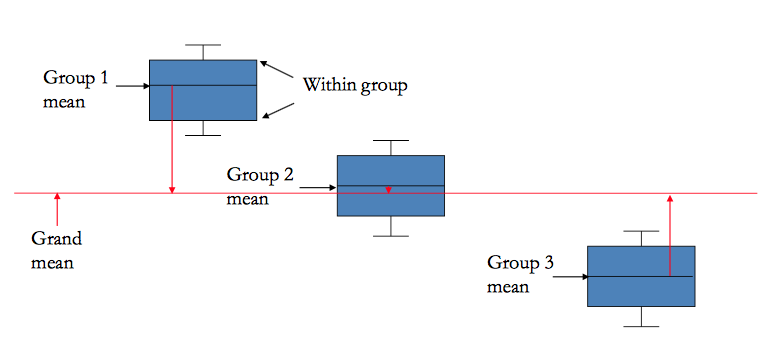 Group 1
mean
Within group
Group 2
mean
Grand
mean
Group 3
mean